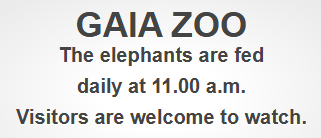 GAIA ZOO
The elephants are fed
daily at 11.00 a.m.
Visitors are welcome to watch.